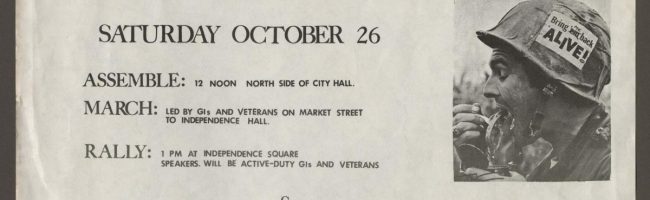 SATURDAY OCTOBER 26
Bring back
ALIVE!
ASSEMBLE: 12 NOON NORTH SIDE OF CITY HALL.
MARCH: LED BY GIs AND VETERANS ON MARKET STREET
TO INDEPENDENCE HALL.
RALLY: 1 PM AT INDEPENDENCE SQUARE
SPEAKERS. WILL BE ACTIVE-DUTY GIs AND VETERANS